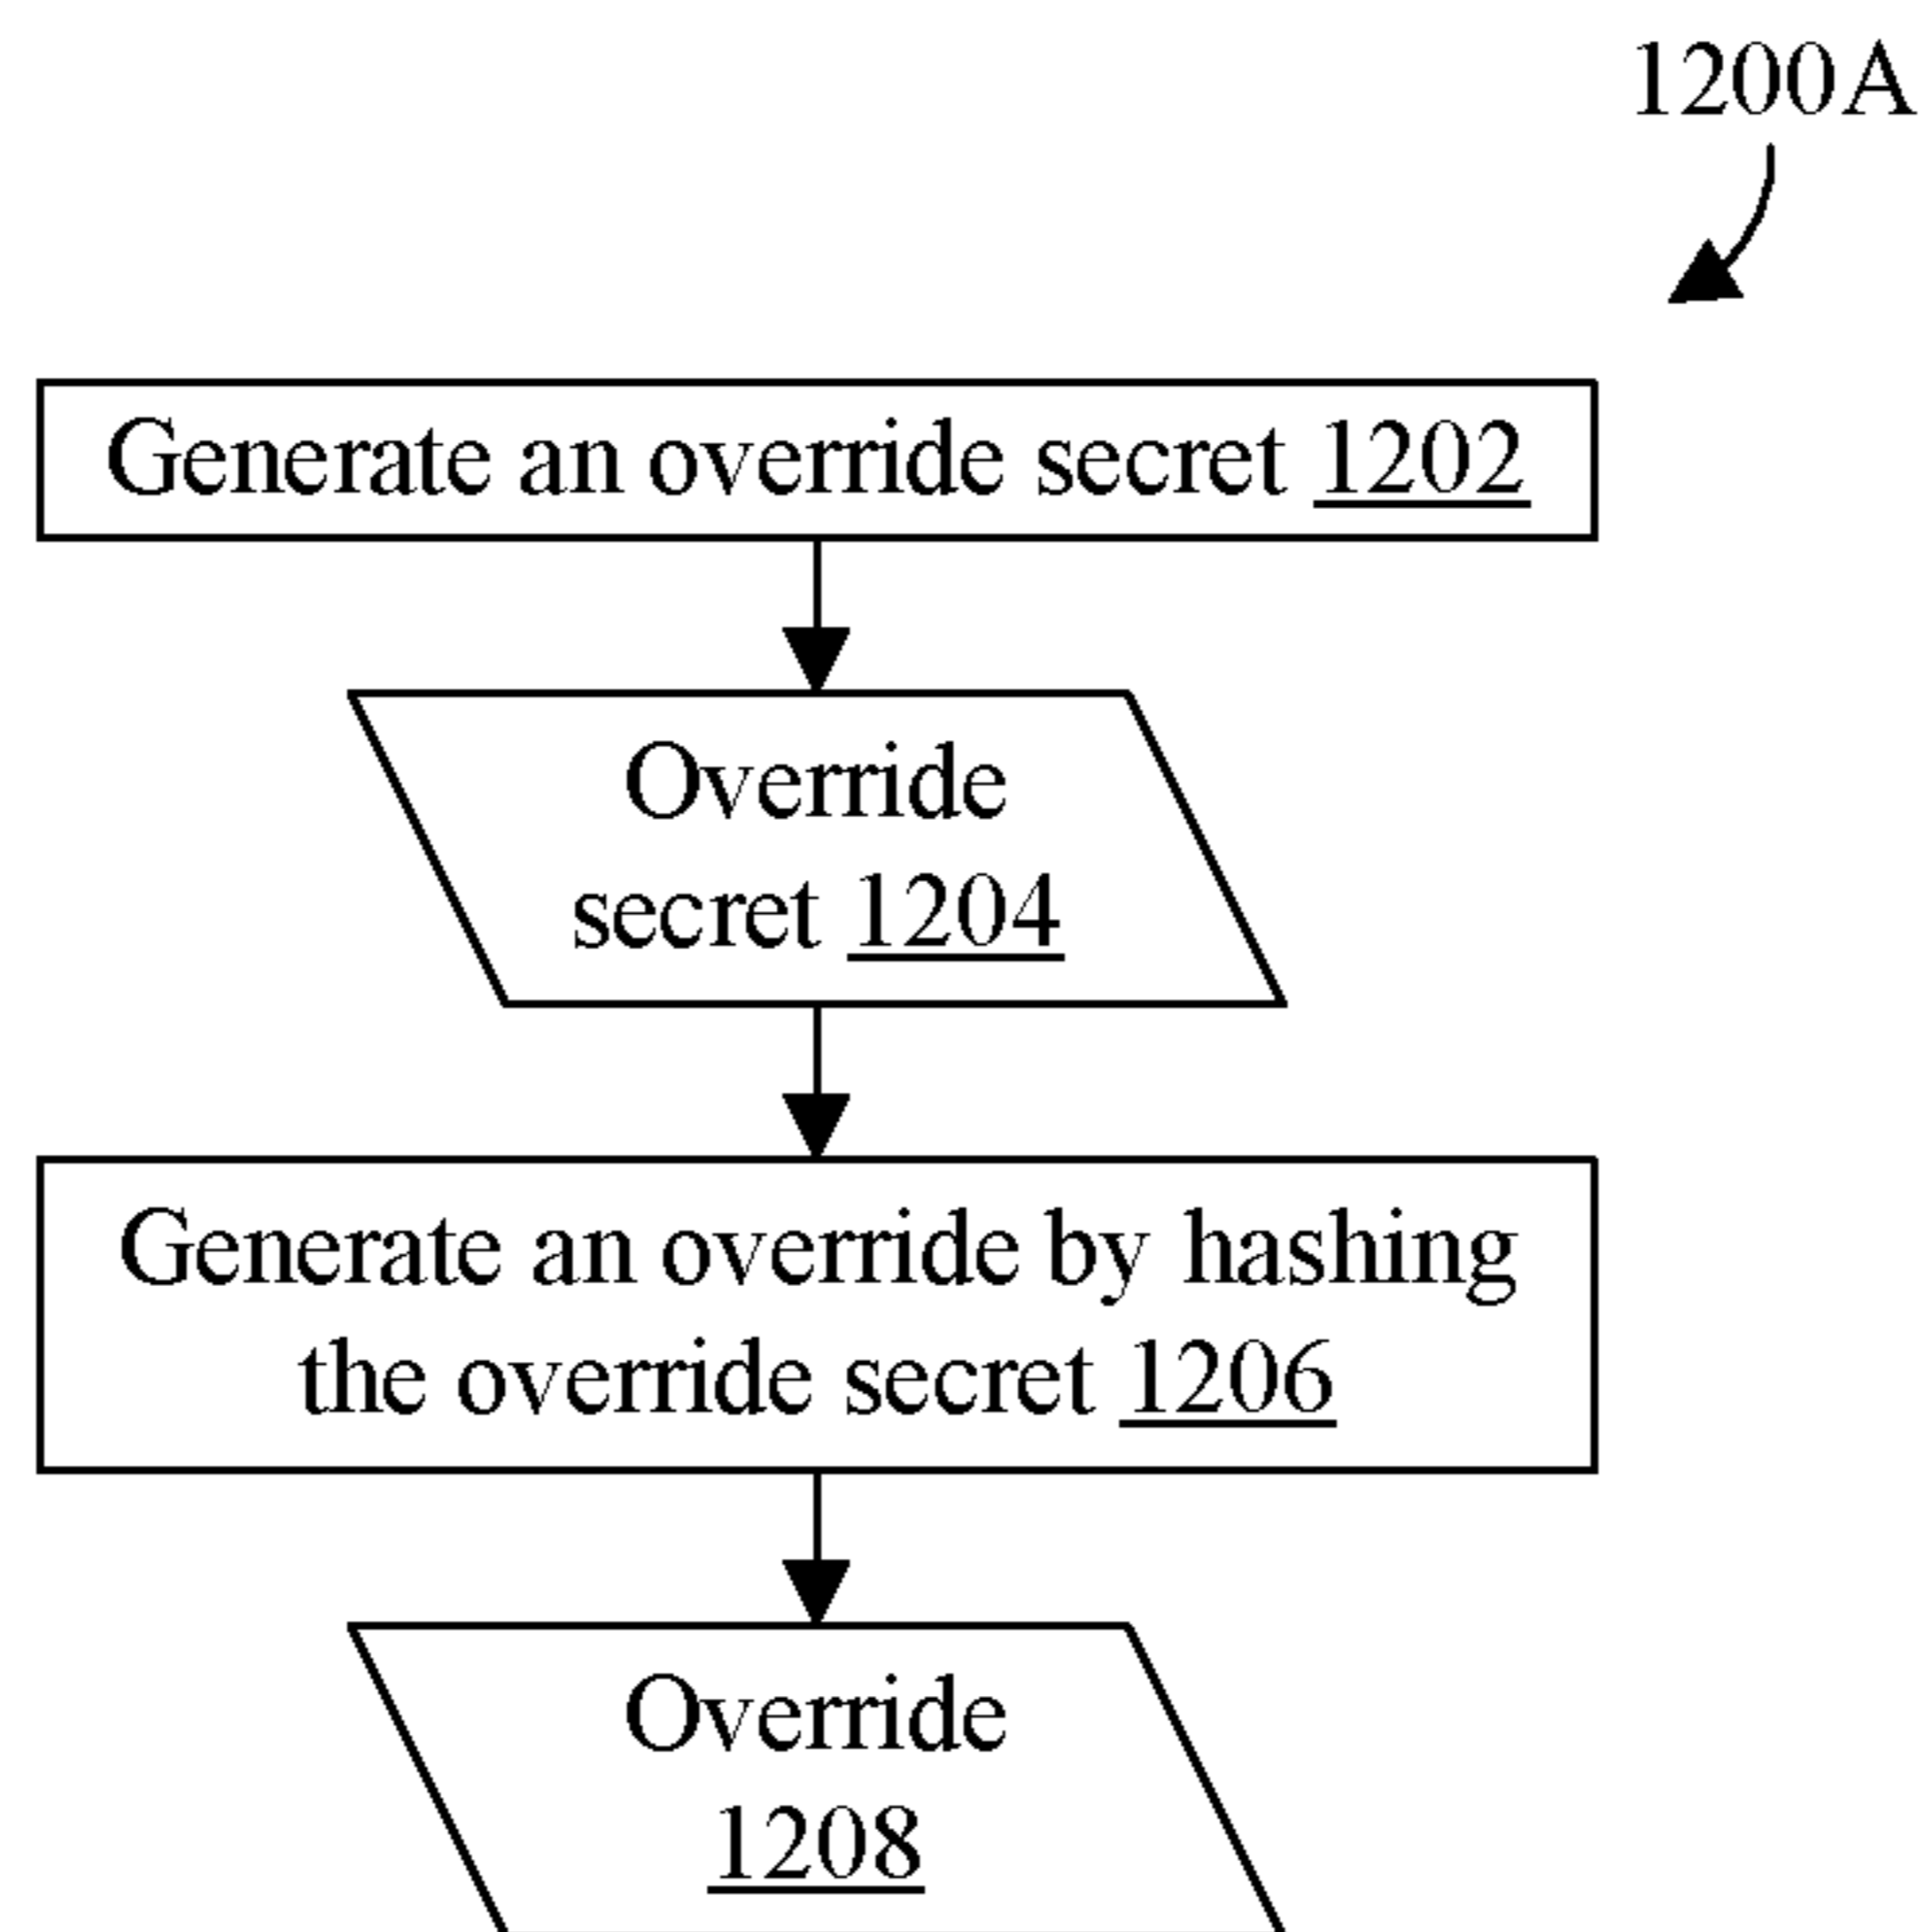 1200A
Generate an override secret 1202
Override
secret 1204
Generate an override by hashing
the override secret 1206
Override
1208